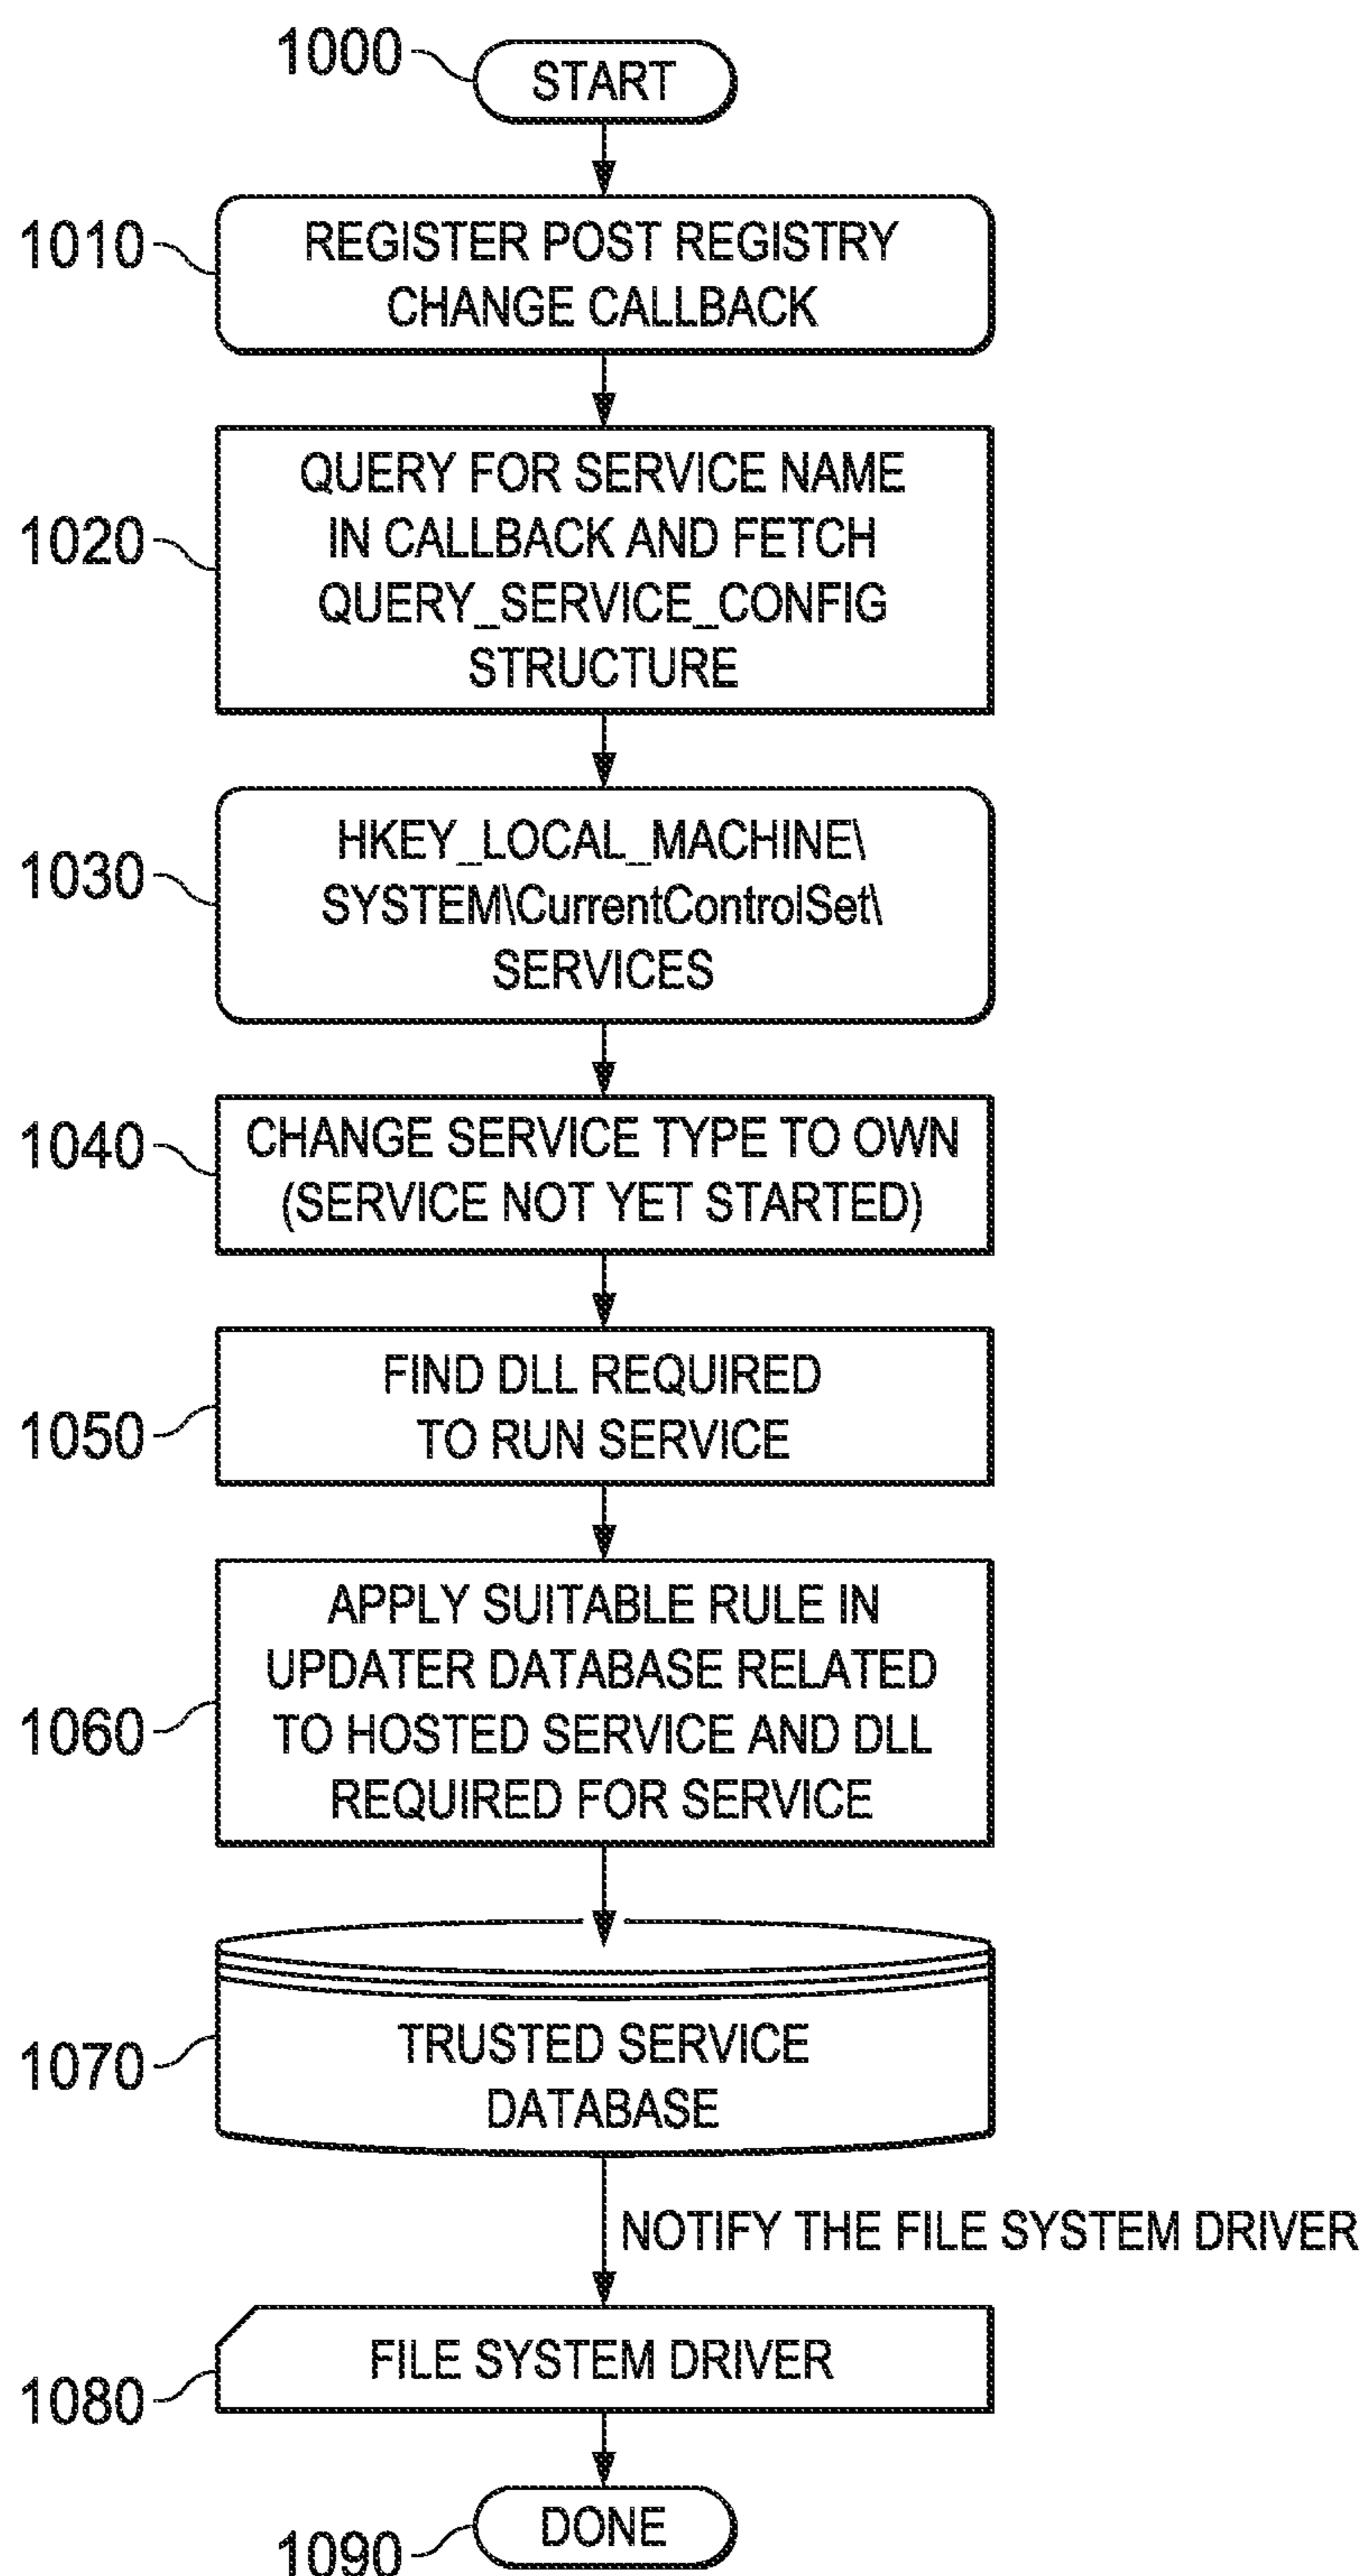 1000
START
1010
REGISTER POST REGISTRY
CHANGE CALLBACK
1020
QUERY FOR SERVICE NAME
IN CALLBACK AND FETCH
QUERY_SERVICE_CONFIG
STRUCTURE
1030
HKEY_LOCAL_MACHINE\
SYSTEM\CurrentControlSet\
SERVICES
1040
CHANGE SERVICE TYPE TO OWN
(SERVICE NOT YET STARTED)
1050
FIND DLL REQUIRED
TO RUN SERVICE
1060
APPLY SUITABLE RULE IN
UPDATER DATABASE RELATED
TO HOSTED SERVICE AND DLL
REQUIRED FOR SERVICE
1070
TRUSTED SERVICE
DATABASE
NOTIFY THE FILE SYSTEM DRIVER
1080
FILE SYSTEM DRIVER
1090
DONE